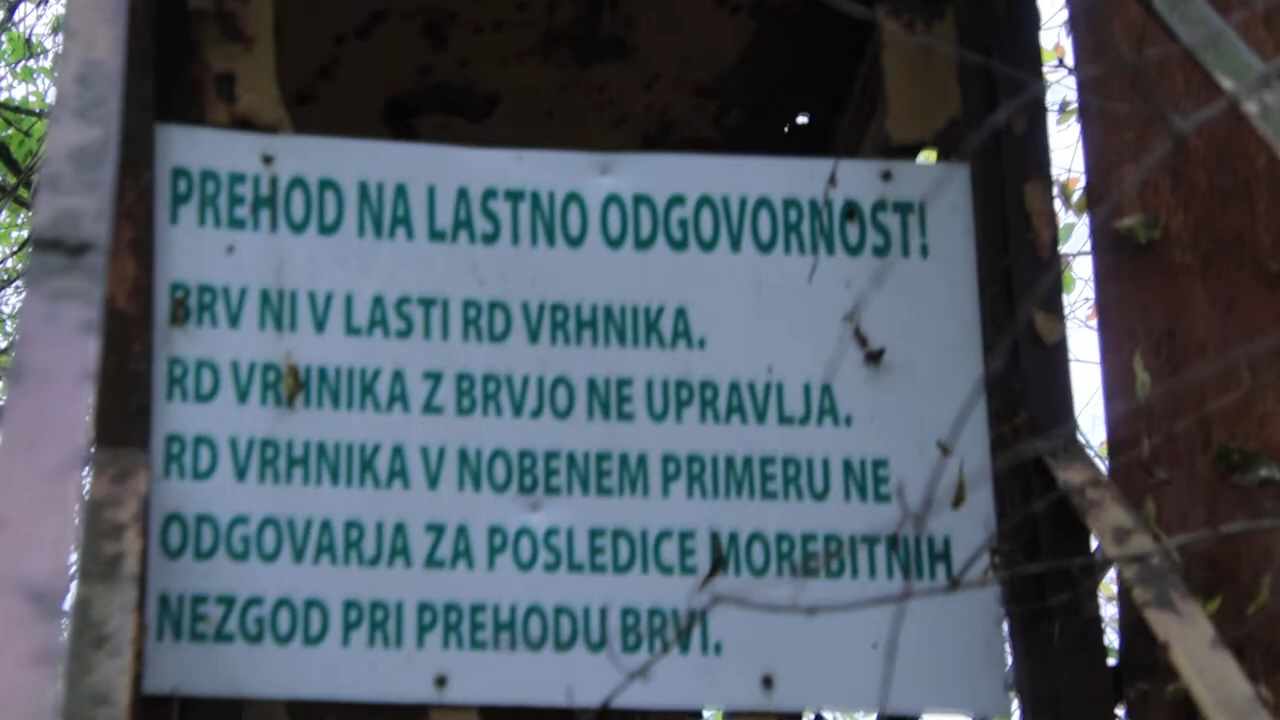 PREHOD NA LASTNO ODGOVORNOST!
BRV NI V LASTI RD VRHNIKA.
RD VRHNIKA Z BRVJO NE UPRAVLJA.
RD VRHNIKA V NOBENEM PRIMERU NE
ODGOVARJA ZA POSLEDICE MOREBITNIH
NEZGOD PRI PREHODU BRVI.